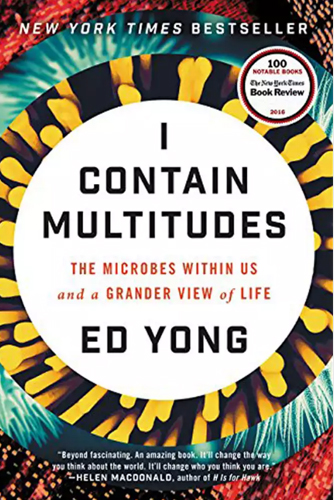 NEW YORK TIMES BESTSELLER
100
NOTABLE BOOKS
The New York Times
Book Review
2016
I
CONTAIN
MULTITUDES
THE MICROBES WITHIN US
and a GRANDER VIEW of LIFE
ED YONG
"Beyond fascinating. An amazing book. It'll change the way
you think about the world. It'll change who you think you are."
—HELEN MACDONALD, author of H Is for Hawk